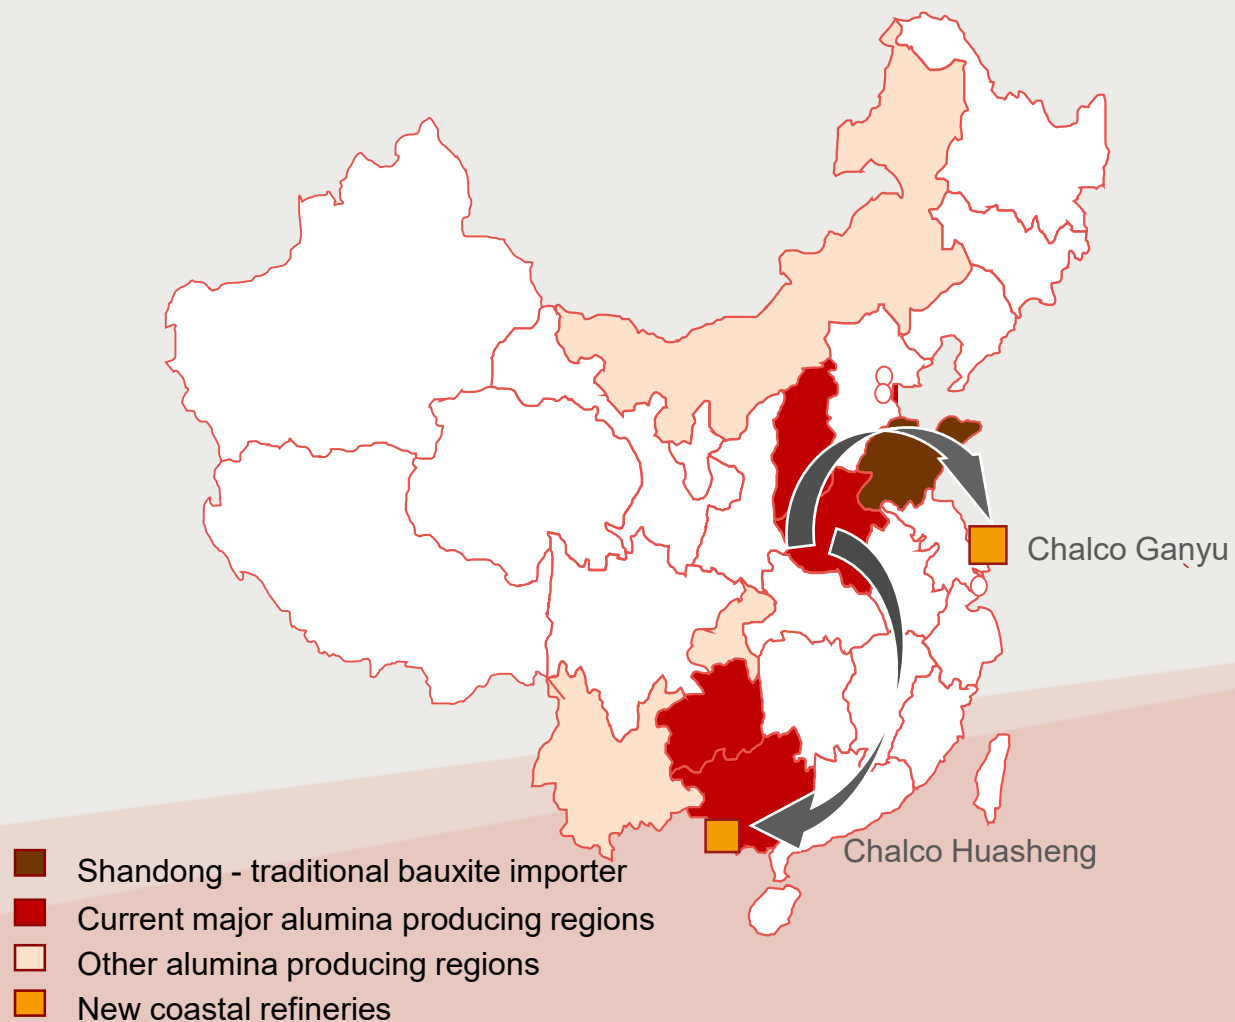 Chalco Ganyu
Chalco Huasheng
Shandong - traditional bauxite importer
Current major alumina producing regions
Other alumina producing regions
New coastal refineries